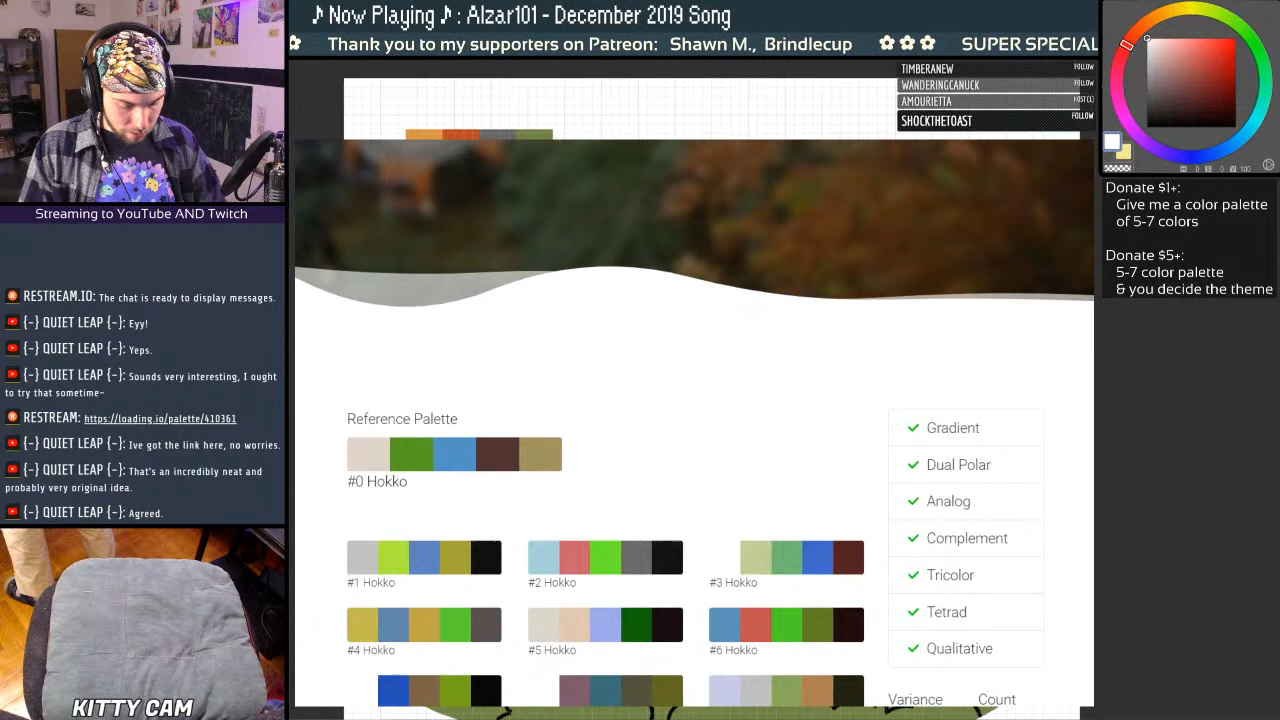 ♪ Now Playing ♪ : Alzar101 - December 2019 Song
Thank you to my supporters on Patreon: Shawn M., Brindlecup ✿ ✿ ✿ SUPER SPECIAL
TIMBERANEW FOLLOW
WANDERINGCANUCK FOLLOW
AMOURIETTA HOST (1)
SHOCKTHETOAST FOLLOW
Streaming to YouTube AND Twitch
RESTREAM.IO: The chat is ready to display messages.
{-} QUIET LEAP {-}: Eyy!
{-} QUIET LEAP {-}: Yeps.
{-} QUIET LEAP {-}: Sounds very interesting, I ought
to try that sometime~
RESTREAM: https://loading.io/palette/410361
{-} QUIET LEAP {-}: Ive got the link here, no worries.
{-} QUIET LEAP {-}: That's an incredibly neat and
probably very original idea.
{-} QUIET LEAP {-}: Agreed.
KITTY CAM
Reference Palette
#0 Hokko
#1 Hokko
#2 Hokko
#3 Hokko
#4 Hokko
#5 Hokko
#6 Hokko
Gradient
Dual Polar
Analog
Complement
Tricolor
Tetrad
Qualitative
Variance Count
Donate $1+:
Give me a color palette
of 5-7 colors
Donate $5+:
5-7 color palette
& you decide the theme